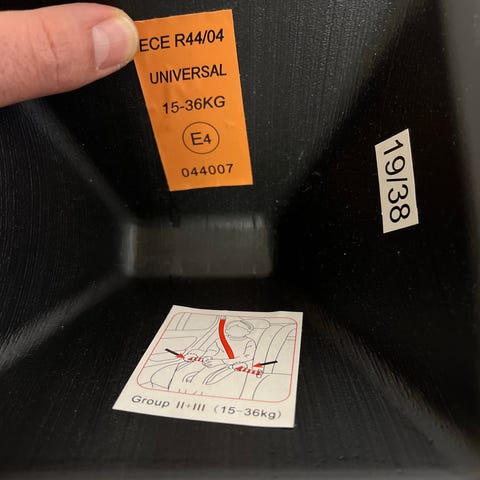 ECE R44/04
UNIVERSAL
15-36KG
E4
044007
19/38
Group II+III (15-36kg)